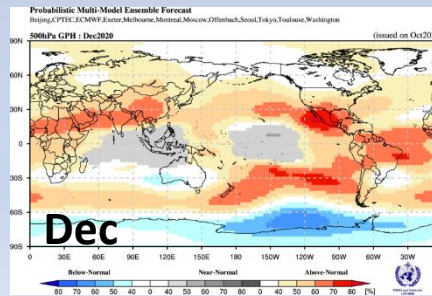 Probabilistic Multi-Model Ensemble Forecast
Beijing,CPTEC,ECMWF,Exeter,Melbourne,Montreal,Moscow,Offenbach,Seoul,Tokyo,Toulouse,Washington
500hPa GPH : Dec2020 (issued on Oct202
90N
60N
30N
0
30S
60S
90S
Dec
0 30E 60E 90E 120E 150E 180 150W 120W 90W 60W 30W
Below-Normal Near-Normal Above-Normal
80 70 60 50 40 0 40 50 60 70 80 0 40 50 60 70 80 [%]